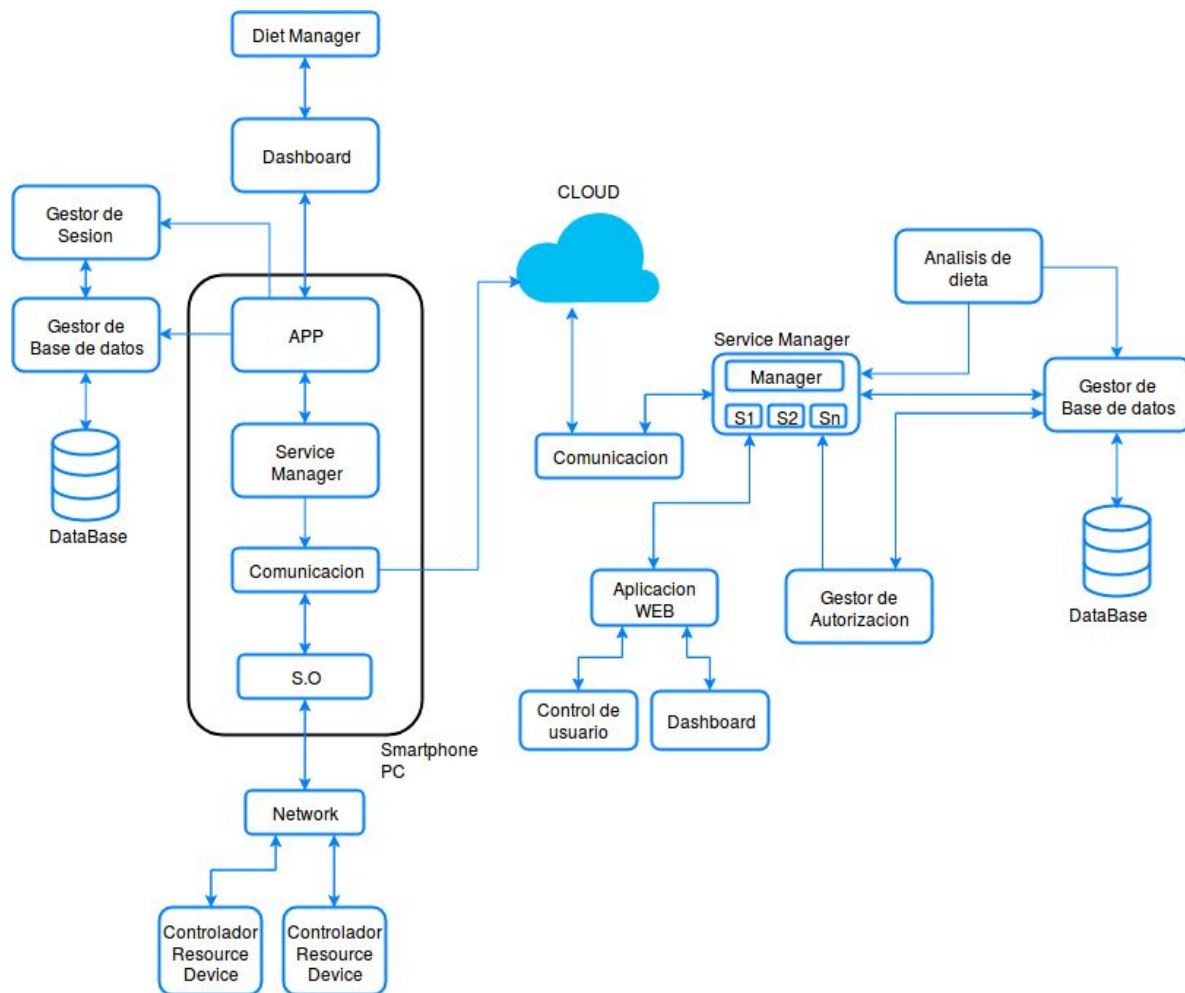 Diet Manager
Dashboard
CLOUD
Gestor de
Sesion
Analisis de
dieta
Gestor de
Base de datos
APP
Service Manager
Manager
S1 S2 Sn
Gestor de
Base de datos
Service
Manager
Comunicacion
DataBase
Comunicacion
Aplicacion
WEB
Gestor de
Autorizacion
DataBase
S.O
Control de
usuario
Dashboard
Smartphone
PC
Network
Controlador
Resource
Device
Controlador
Resource
Device